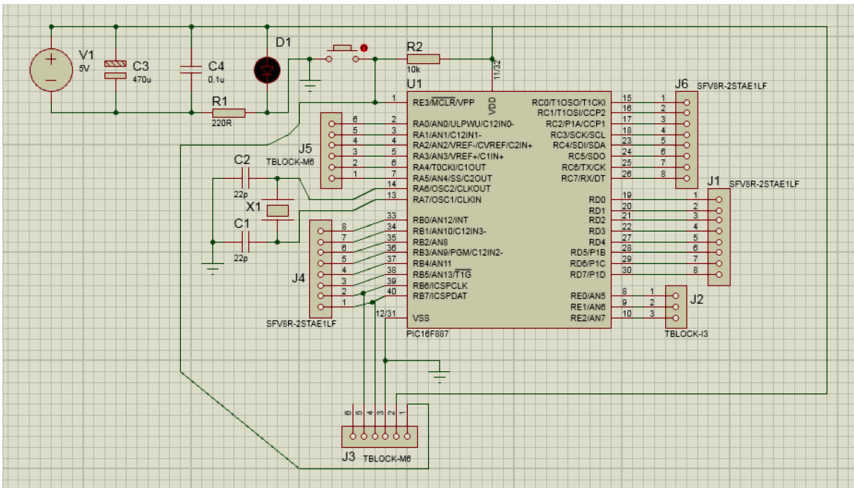 V1
5V
C3
470u
C4
0.1u
D1
R1
220R
R2
10k
U1
11/32
VDD
1 RE3/MCLR/VPP
2 RA0/AN0/ULPWU/C12IN0-
3 RA1/AN1/C12IN1-
4 RA2/AN2/VREF-/CVREF/C2IN+
5 RA3/AN3/VREF+/C1IN+
6 RA4/T0CKI/C1OUT
7 RA5/AN4/SS/C2OUT
14 RA6/OSC2/CLKOUT
13 RA7/OSC1/CLKIN
33 RB0/AN12/INT
34 RB1/AN10/C12IN3-
35 RB2/AN8
36 RB3/AN9/PGM/C12IN2-
37 RB4/AN11
38 RB5/AN13/T1G
39 RB6/ICSPCLK
40 RB7/ICSPDAT
12/31 VSS
PIC16F887
RC0/T1OSO/T1CKI 15
RC1/T1OSI/CCP2 16
RC2/P1A/CCP1 17
RC3/SCK/SCL 18
RC4/SDI/SDA 23
RC5/SDO 24
RC6/TX/CK 25
RC7/RX/DT 26
RD0 19
RD1 20
RD2 21
RD3 22
RD4 27
RD5/P1B 28
RD6/P1C 29
RD7/P1D 30
RE0/AN5 8
RE1/AN6 9
RE2/AN7 10
J6
SFV8R-2STAE1LF
1
2
3
4
5
6
7
8
J1
SFV8R-2STAE1LF
1
2
3
4
5
6
7
8
J2
1
2
3
TBLOCK-I3
J5
TBLOCK-M6
6
5
4
3
2
1
C2
22p
X1
C1
22p
J4
8
7
6
5
4
3
2
1
SFV8R-2STAE1LF
6
5
4
3
2
1
J3
TBLOCK-M6